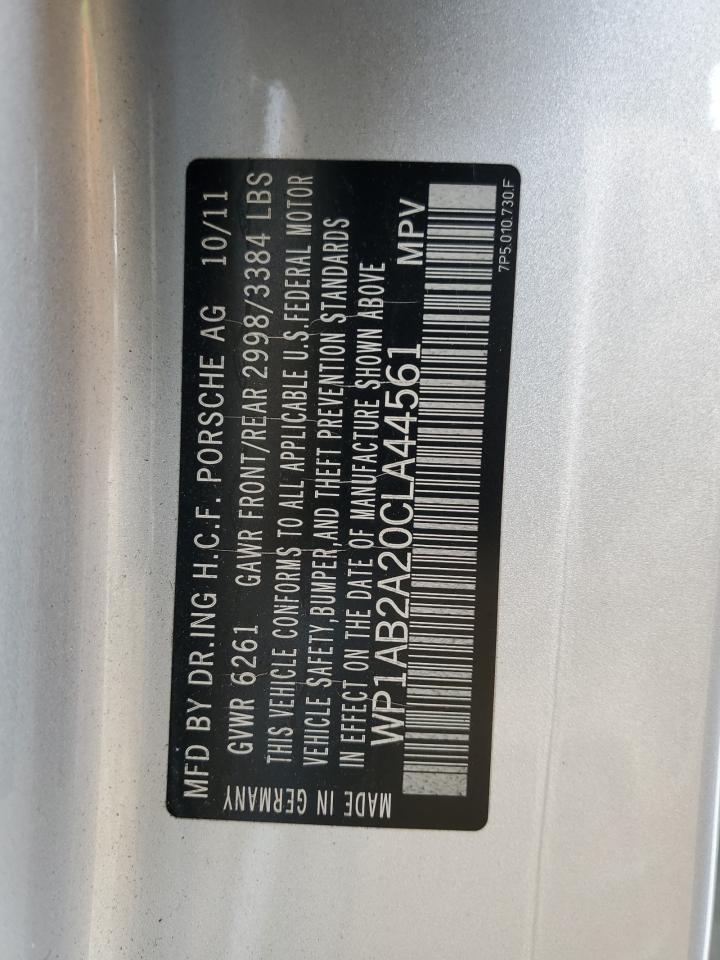 MFD BY DR.ING H.C.F. PORSCHE AG 10/11
GVWR 6261 GAWR FRONT/REAR 2998/3384 LBS
THIS VEHICLE CONFORMS TO ALL APPLICABLE U.S.FEDERAL MOTOR
VEHICLE SAFETY,BUMPER,AND THEFT PREVENTION STANDARDS
IN EFFECT ON THE DATE OF MANUFACTURE SHOWN ABOVE
WP1AB2A20CLA44561 MPV
MADE IN GERMANY
7P5.010.730.F